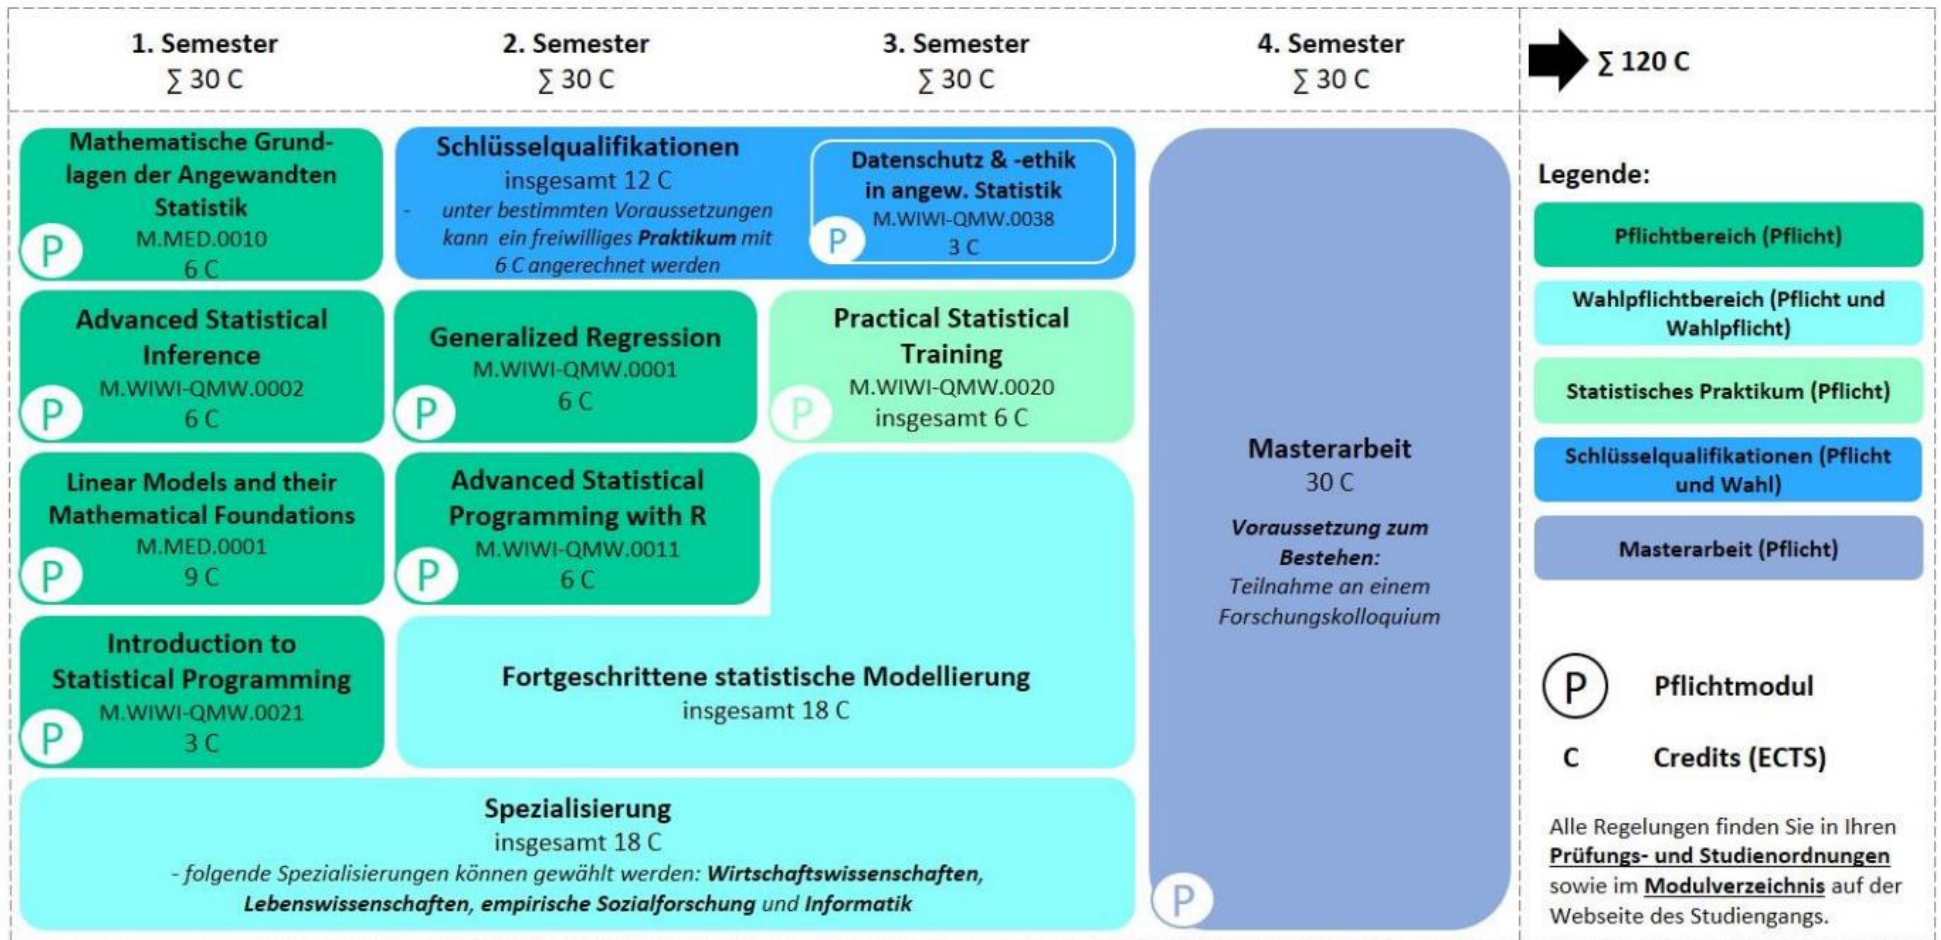 1. Semester
∑ 30 C
2. Semester
∑ 30 C
3. Semester
∑ 30 C
4. Semester
∑ 30 C
∑ 120 C
Mathematische Grund-
lagen der Angewandten
Statistik
M.MED.0010
6 C
P
Schlüsselqualifikationen
insgesamt 12 C
- unter bestimmten Voraussetzungen
kann ein freiwilliges Praktikum mit
6 C angerechnet werden
Datenschutz & -ethik
in angew. Statistik
M.WIWI-QMW.0038
3 C
P
Advanced Statistical
Inference
M.WIWI-QMW.0002
6 C
P
Generalized Regression
M.WIWI-QMW.0001
6 C
P
Practical Statistical
Training
M.WIWI-QMW.0020
insgesamt 6 C
P
Linear Models and their
Mathematical Foundations
M.MED.0001
9 C
P
Advanced Statistical
Programming with R
M.WIWI-QMW.0011
6 C
P
Introduction to
Statistical Programming
M.WIWI-QMW.0021
3 C
P
Fortgeschrittene statistische Modellierung
insgesamt 18 C
Spezialisierung
insgesamt 18 C
- folgende Spezialisierungen können gewählt werden: Wirtschaftswissenschaften,
Lebenswissenschaften, empirische Sozialforschung und Informatik
Masterarbeit
30 C
Voraussetzung zum
Bestehen:
Teilnahme an einem
Forschungskolloquium
P
Legende:
Pflichtbereich (Pflicht)
Wahlpflichtbereich (Pflicht und
Wahlpflicht)
Statistisches Praktikum (Pflicht)
Schlüsselqualifikationen (Pflicht
und Wahl)
Masterarbeit (Pflicht)
P Pflichtmodul
C Credits (ECTS)
Alle Regelungen finden Sie in Ihren
Prüfungs- und Studienordnungen
sowie im Modulverzeichnis auf der
Webseite des Studiengangs.